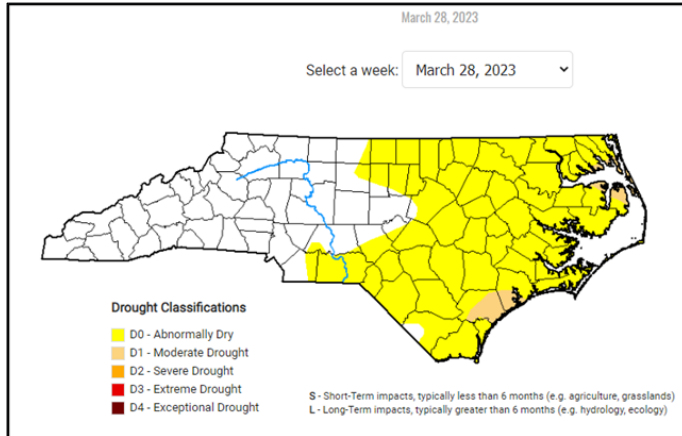 March 28, 2023
Select a week: March 28, 2023
Drought Classifications
D0 - Abnormally Dry
D1 - Moderate Drought
D2 - Severe Drought
D3 - Extreme Drought
D4 - Exceptional Drought
S - Short-Term impacts, typically less than 6 months (e.g. agriculture, grasslands)
L - Long-Term impacts, typically greater than 6 months (e.g. hydrology, ecology)